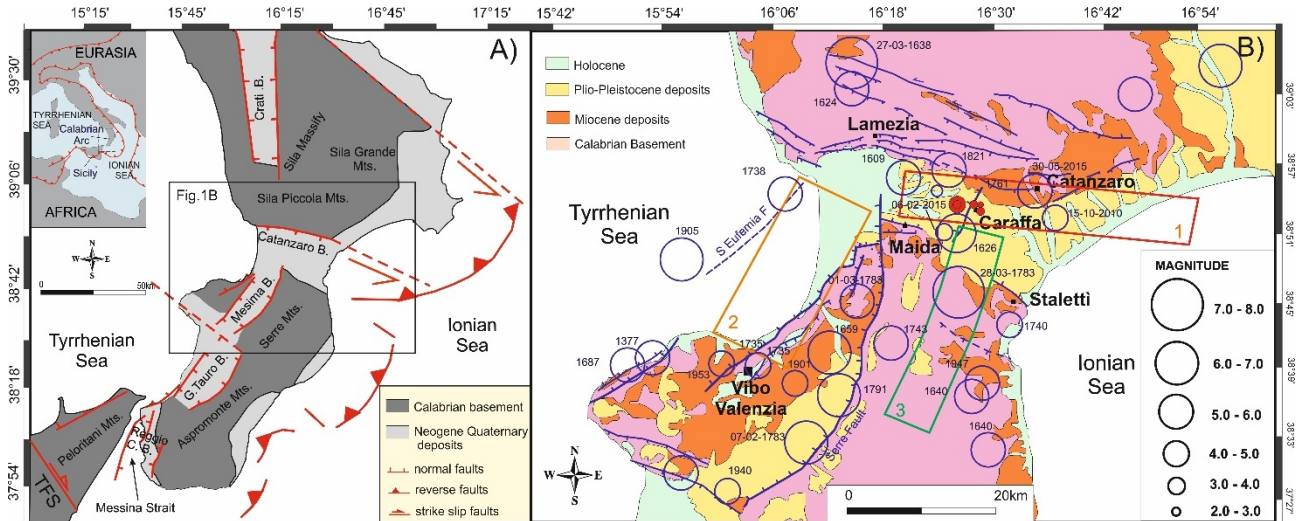 15°15'
15°45'
16°15'
16°45'
17°15'
39°30'
39°06'
38°42'
38°18'
37°54'
A)
EURASIA
TYRRHENIAN
SEA
Calabrian
Arc
IONIAN
SEA
Sicily
AFRICA
N
W E
S
0 50km
Crati .B.
Sila Massify
Sila Grande
Mts.
Fig.1B
Sila Piccola Mts.
Catanzaro B.
Mesima B.
Serre Mts.
Tyrrhenian
Sea
Ionian
Sea
G.Tauro B.
Aspromonte Mts.
Peloritani Mts.
Reggio
C. B.
TFS
Messina Strait
Calabrian basement
Neogene Quaternary
deposits
normal faults
reverse faults
strike slip faults
15°42'
15°54'
16°06'
16°18'
16°30'
16°42'
16°54'
39°03'
38°57'
38°51'
38°45'
38°39'
38°33'
37°27'
B)
Holocene
Plio-Pleistocene deposits
Miocene deposits
Calabrian Basement
27-03-1638
1624
Lamezia
1609
1821
30-05-2015
1738
1761
Catanzaro
06-02-2015
Caraffa
15-10-2010
1
Tyrrhenian
Sea
S Eufemia F
1905
Maida
1626
28-03-1783
01-03-1783
Stalettì
2
1740
1659
1743
1735
1735
1377
1687
1953
1901
1947
Vibo
Valenzia
1791
1640
3
07-02-1783
Serre Fault
1640
1940
Ionian
Sea
N
W E
S
0 20km
MAGNITUDE
7.0 - 8.0
6.0 - 7.0
5.0 - 6.0
4.0 - 5.0
3.0 - 4.0
2.0 - 3.0